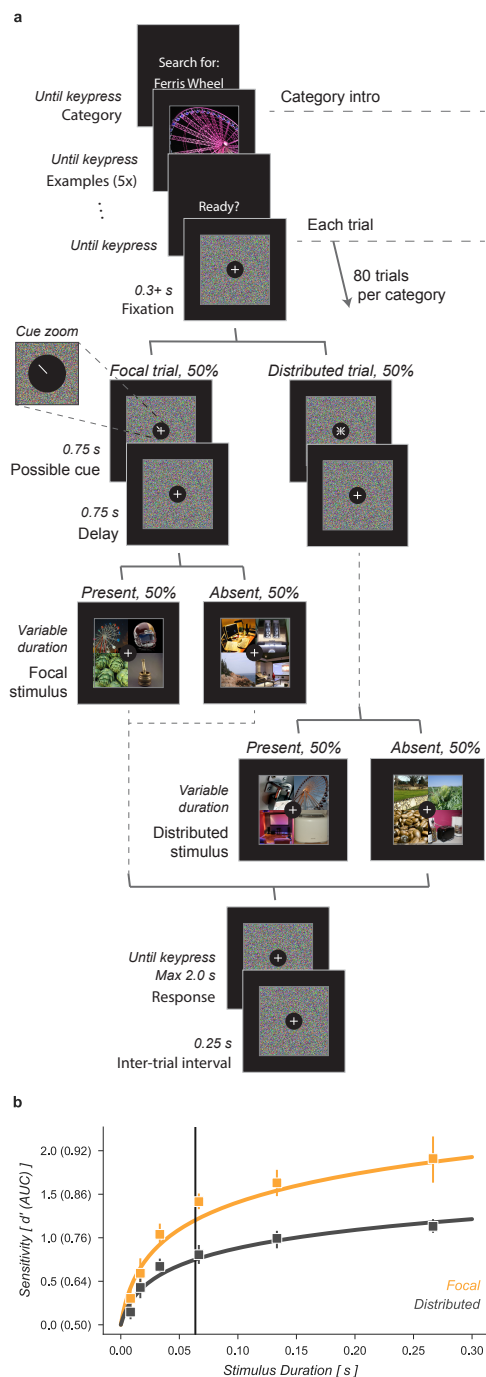 a
Search for:
Ferris Wheel
Until keypress
Category
Category intro
Until keypress
Examples (5x)
Ready?
Until keypress
Each trial
80 trials
per category
0.3+ s
Fixation
Cue zoom
Focal trial, 50%
Distributed trial, 50%
0.75 s
Possible cue
0.75 s
Delay
Present, 50%
Absent, 50%
Variable
duration
Focal
stimulus
Present, 50%
Absent, 50%
Variable
duration
Distributed
stimulus
Until keypress
Max 2.0 s
Response
0.25 s
Inter-trial interval
b
Sensitivity [ d' (AUC) ]
2.0 (0.92)
1.5 (0.86)
1.0 (0.76)
0.5 (0.64)
0.0 (0.50)
Focal
Distributed
0.00 0.05 0.10 0.15 0.20 0.25 0.30
Stimulus Duration [ s ]